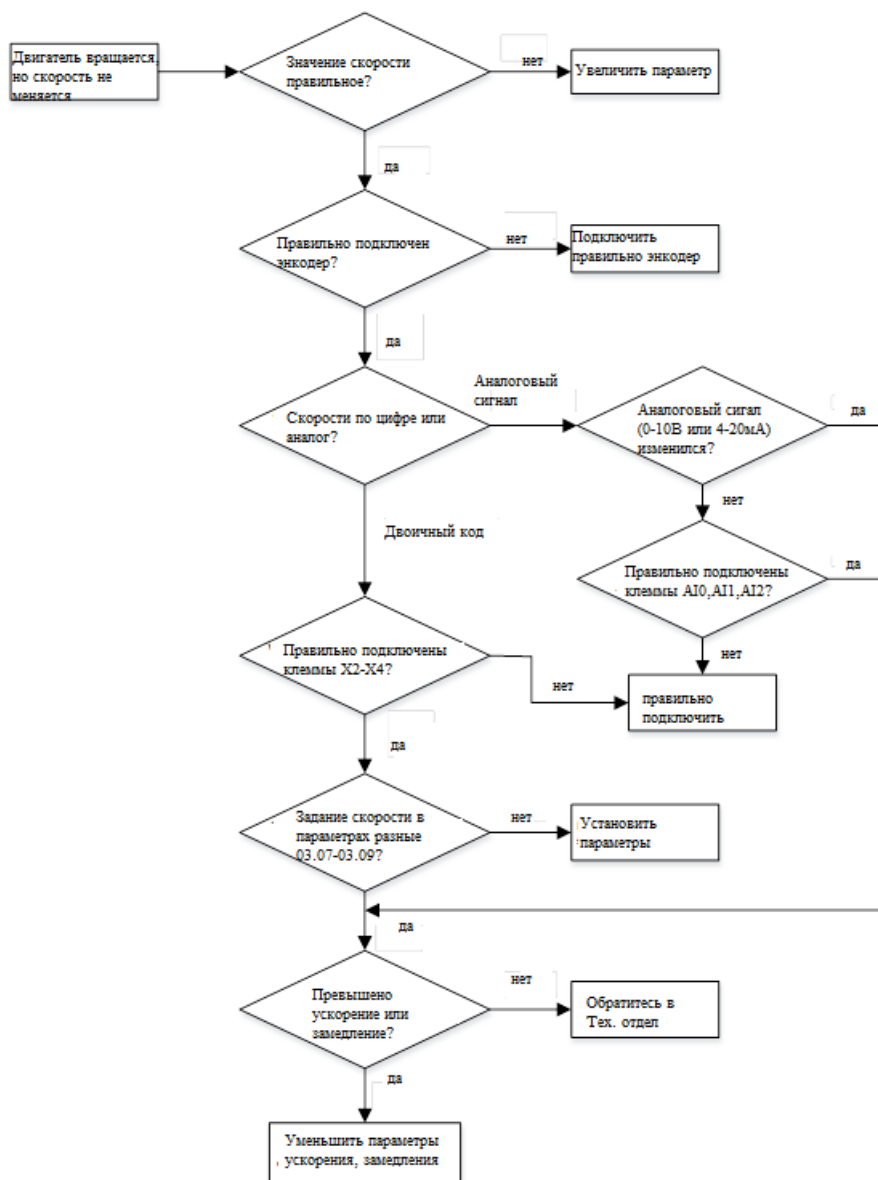 Двигатель вращается,
но скорость не
меняется
Значение скорости
правильное?
нет
Увеличить параметр
да
Правильно подключен
энкодер?
нет
Подключить
правильно энкодер
да
Скорости по цифре или
аналог?
Аналоговый
сигнал
Аналоговый сигал
(0-10В или 4-20мА)
изменился?
да
нет
Двоичный код
Правильно подключены
клеммы AI0,AI1,AI2?
да
нет
Правильно подключены
клеммы X2-X4?
нет
правильно
подключить
да
Задание скорости в
параметрах разные
03.07-03.09?
нет
Установить
параметры
да
Превышено
ускорение или
замедление?
нет
Обратитесь в
Тех. отдел
да
Уменьшить параметры
ускорения, замедления